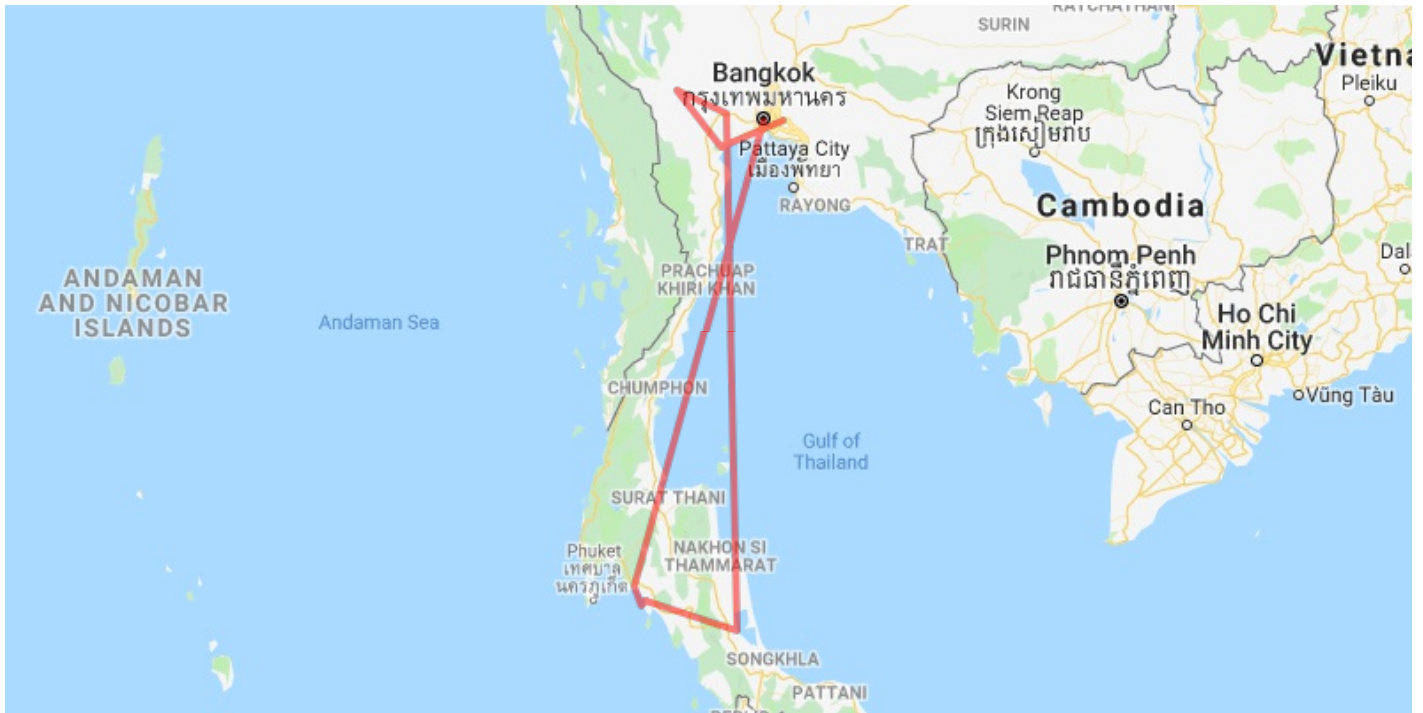 RATCHATHANI
SURIN
Vietna
Bangkok
กรุงเทพมหานคร
Pleiku
Krong
Siem Reap
ក្រុងសៀមរាប
Pattaya City
เมืองพัทยา
RAYONG
Cambodia
TRAT
Phnom Penh
រាជធានីភ្នំពេញ
Dal
ANDAMAN
AND NICOBAR
ISLANDS
PRACHUAP
KHIRI KHAN
Andaman Sea
Ho Chi
Minh City
CHUMPHON
Vũng Tàu
Can Tho
Gulf of
Thailand
SURAT THANI
NAKHON SI
THAMMARAT
Phuket
เทศบาล
นครภูเก็ต
SONGKHLA
PATTANI